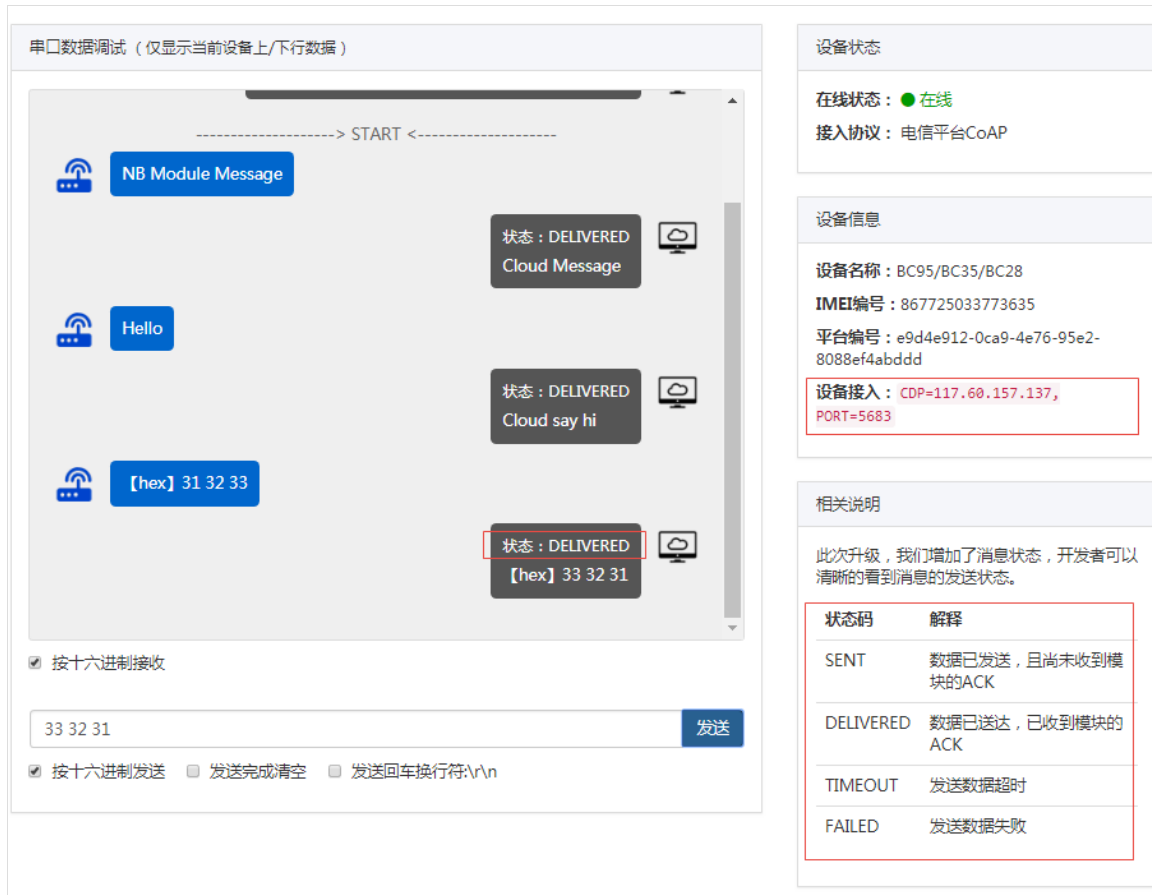 串口数据调试（仅显示当前设备上/下行数据）
--------------------> START <--------------------
NB Module Message
状态：DELIVERED
Cloud Message
Hello
状态：DELIVERED
Cloud say hi
【hex】31 32 33
状态：DELIVERED
【hex】33 32 31
按十六进制接收
33 32 31
发送
按十六进制发送 发送完成清空 发送回车换行符:\r\n
设备状态
在线状态：在线
接入协议：电信平台CoAP
设备信息
设备名称：BC95/BC35/BC28
IMEI编号：867725033773635
平台编号：e9d4e912-0ca9-4e76-95e2-
8088ef4abddd
设备接入：CDP=117.60.157.137,
PORT=5683
相关说明
此次升级，我们增加了消息状态，开发者可以
清晰的看到消息的发送状态。
状态码 解释
SENT 数据已发送，且尚未收到模
块的ACK
DELIVERED 数据已送达，已收到模块的
ACK
TIMEOUT 发送数据超时
FAILED 发送数据失败